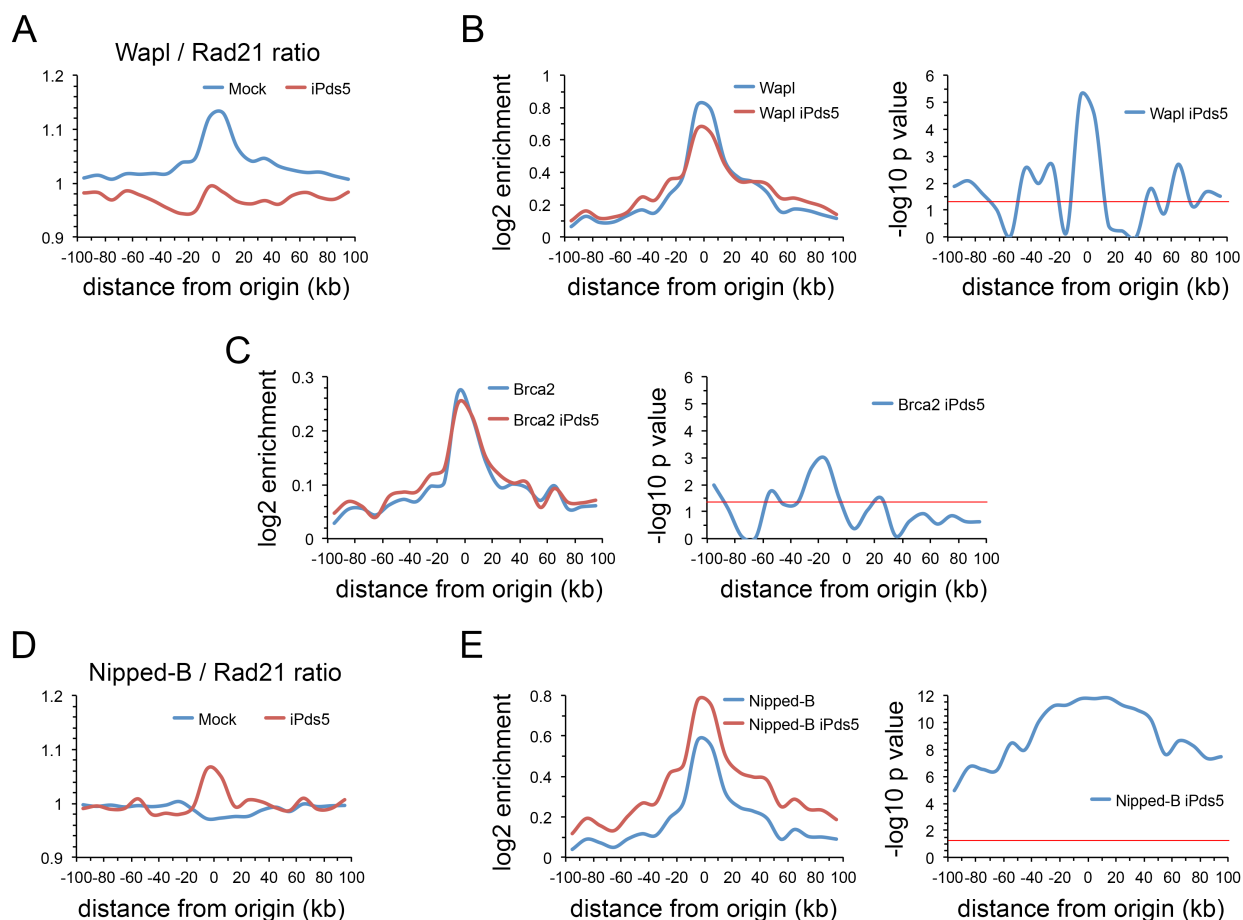 A
Wapl / Rad21 ratio
Mock iPds5
1.2
1.1
1
0.9
-100 -80 -60 -40 -20 0 20 40 60 80 100
distance from origin (kb)
B
log2 enrichment
Wapl
Wapl iPds5
1
0.8
0.6
0.4
0.2
0
-100 -80 -60 -40 -20 0 20 40 60 80 100
distance from origin (kb)
-log10 p value
Wapl iPds5
6
5
4
3
2
1
0
-100 -80 -60 -40 -20 0 20 40 60 80 100
distance from origin (kb)
C
log2 enrichment
Brca2
Brca2 iPds5
0.3
0.2
0.1
0
-100 -80 -60 -40 -20 0 20 40 60 80 100
distance from origin (kb)
-log10 p value
Brca2 iPds5
6
5
4
3
2
1
0
-100 -80 -60 -40 -20 0 20 40 60 80 100
distance from origin (kb)
D
Nipped-B / Rad21 ratio
Mock iPds5
1.2
1.1
1
0.9
-100 -80 -60 -40 -20 0 20 40 60 80 100
distance from origin (kb)
E
log2 enrichment
Nipped-B
Nipped-B iPds5
0.8
0.6
0.4
0.2
0
-100 -80 -60 -40 -20 0 20 40 60 80 100
distance from origin (kb)
-log10 p value
Nipped-B iPds5
12
10
8
6
4
2
0
-100 -80 -60 -40 -20 0 20 40 60 80 100
distance from origin (kb)